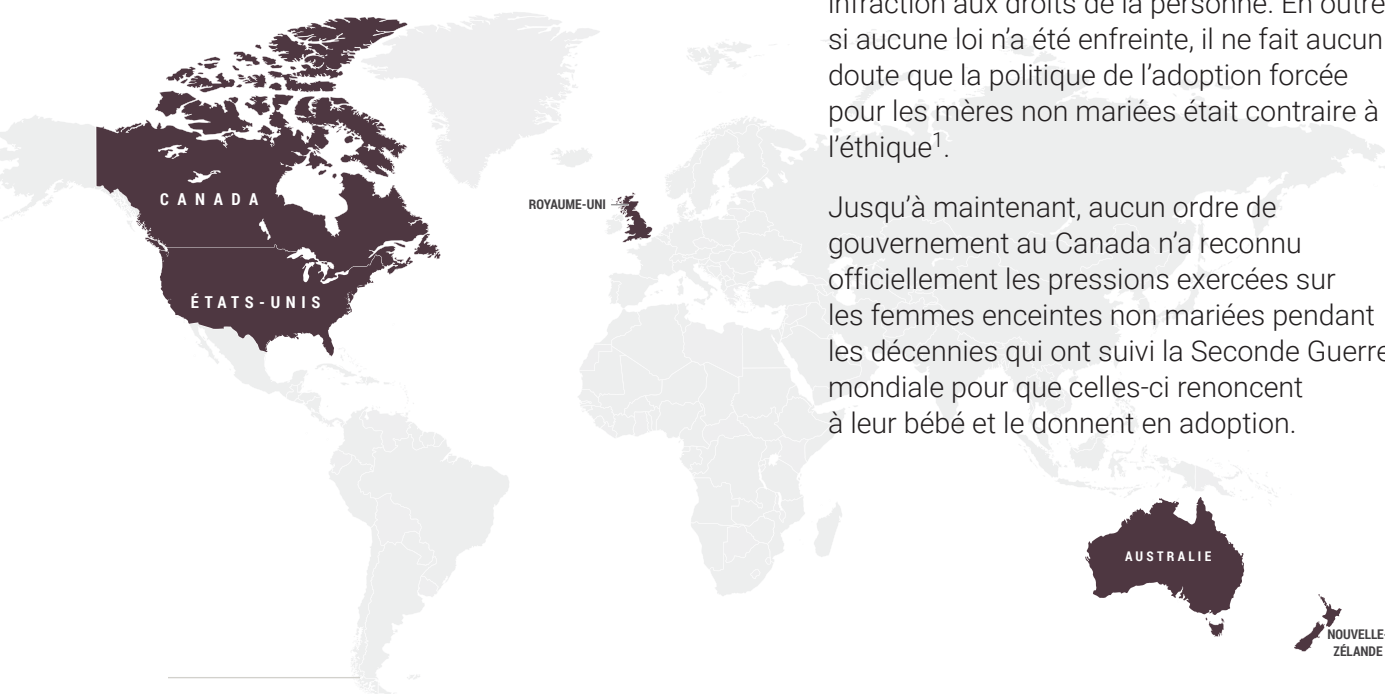 infraction aux droits de la personne. En outre,
si aucune loi n’a été enfreinte, il ne fait aucun
doute que la politique de l’adoption forcée
pour les mères non mariées était contraire à
l’éthique1.
Jusqu’à maintenant, aucun ordre de
gouvernement au Canada n’a reconnu
officiellement les pressions exercées sur
les femmes enceintes non mariées pendant
les décennies qui ont suivi la Seconde Guerre
mondiale pour que celles-ci renoncent
à leur bébé et le donnent en adoption.
CANADA
ROYAUME-UNI
ÉTATS-UNIS
AUSTRALIE
NOUVELLE-
ZÉLANDE